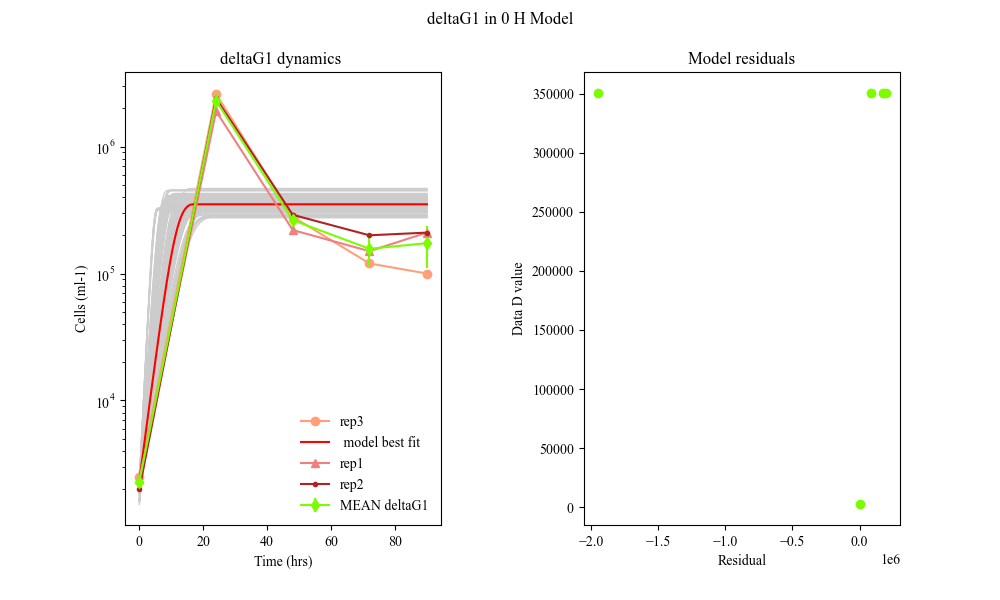 deltaG1 in 0 H Model
deltaG1 dynamics
Cells (ml-1)
10^6
10^5
10^4
0
20
40
60
80
Time (hrs)
rep3
model best fit
rep1
rep2
MEAN deltaG1
Model residuals
Data D value
350000
300000
250000
200000
150000
100000
50000
0
−2.0
−1.5
−1.0
−0.5
0.0
1e6
Residual